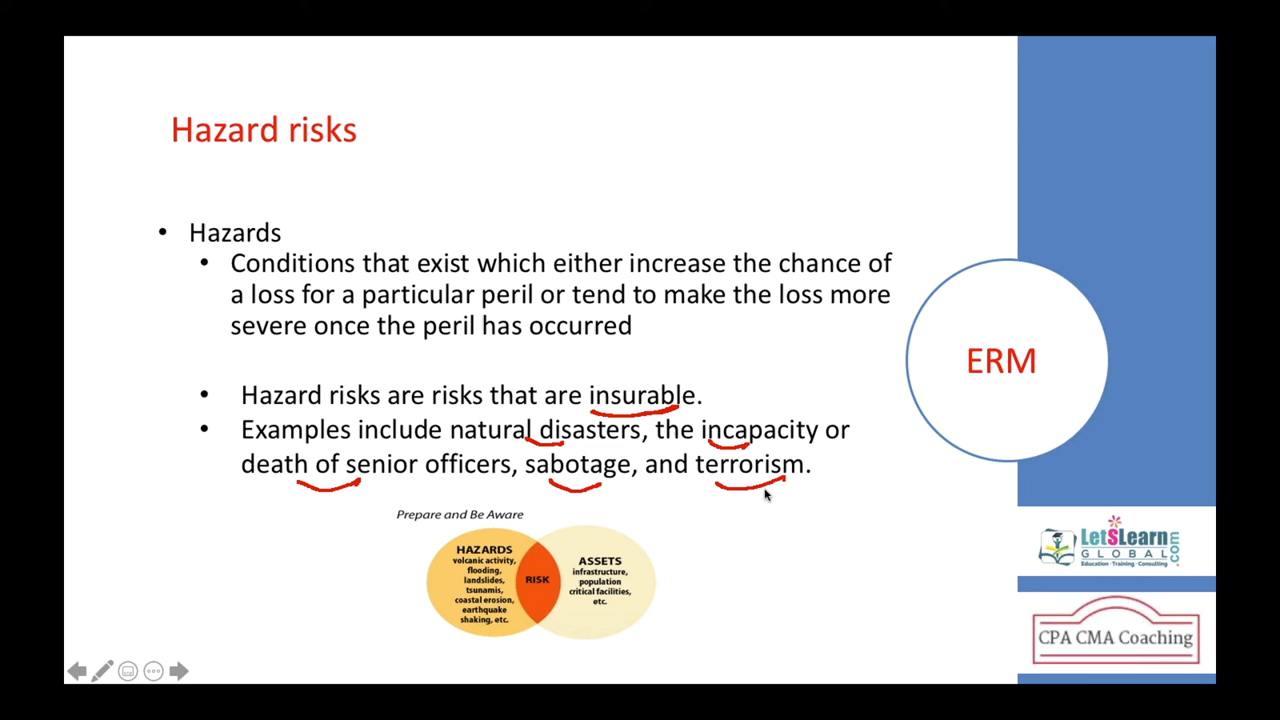 Hazard risks
• Hazards
• Conditions that exist which either increase the chance of
a loss for a particular peril or tend to make the loss more
severe once the peril has occurred
• Hazard risks are risks that are insurable.
• Examples include natural disasters, the incapacity or
death of senior officers, sabotage, and terrorism.
Prepare and Be Aware
HAZARDS
volcanic activity,
flooding,
landslides,
tsunamis,
coastal erosion,
earthquake
shaking, etc.
RISK
ASSETS
infrastructure,
population
critical facilities,
etc.
ERM
LetSLearn
GLOBAL
.com
Education · Training · Consulting
CPA CMA Coaching